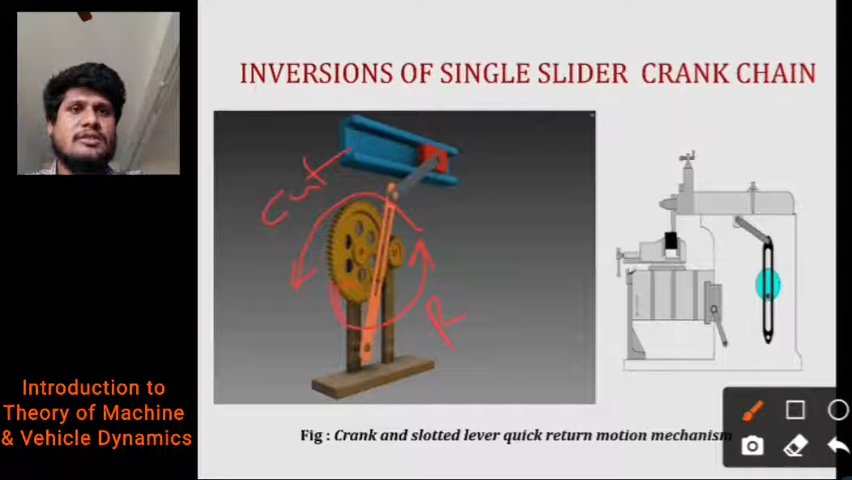 INVERSIONS OF SINGLE SLIDER CRANK CHAIN
Cut
R
Introduction to
Theory of Machine
& Vehicle Dynamics
Fig : Crank and slotted lever quick return motion mechanism